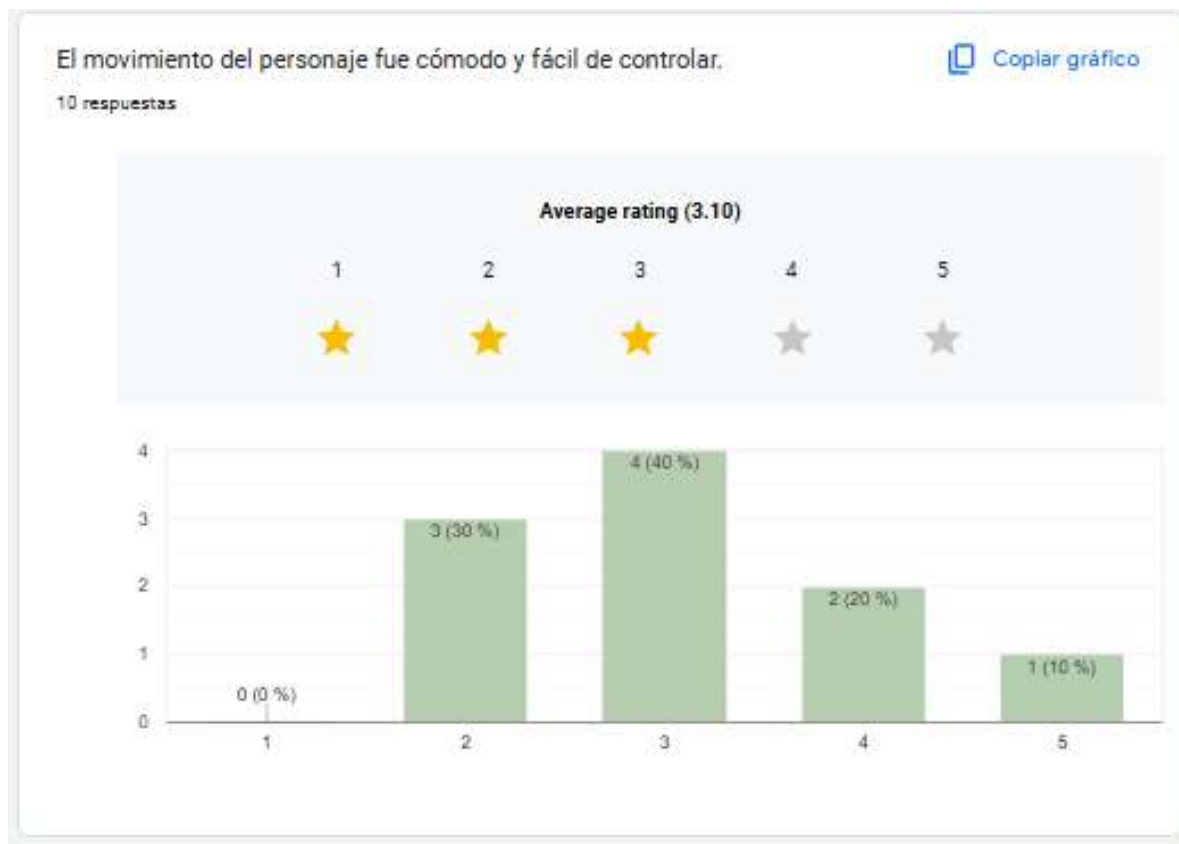 El movimiento del personaje fue cómodo y fácil de controlar.
Copiar gráfico
10 respuestas
Average rating (3.10)
1 2 3 4 5
4
3
2
1
0
0 (0 %)
3 (30 %)
4 (40 %)
2 (20 %)
1 (10 %)
1 2 3 4 5